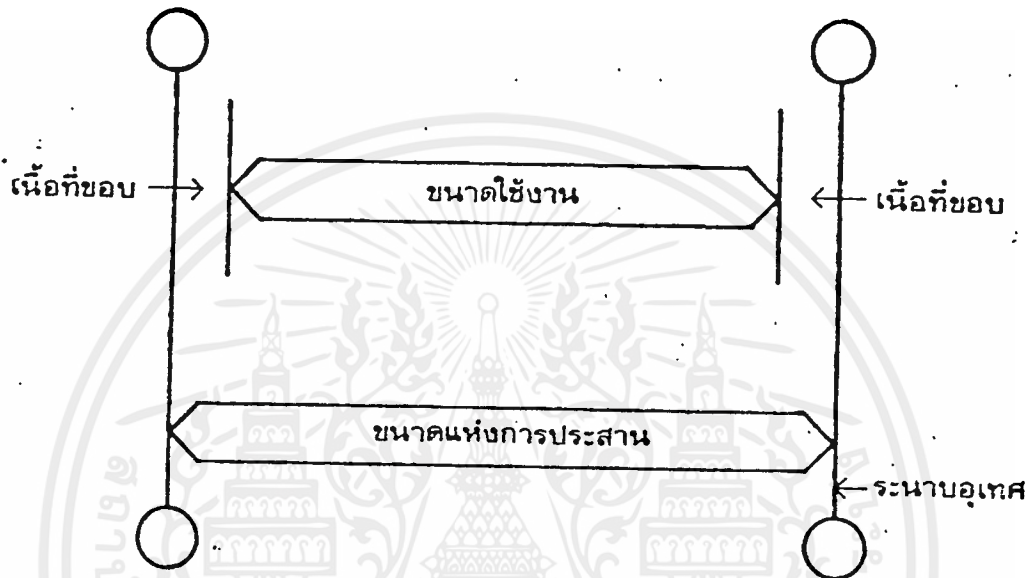 เนื้อที่ขอบ
ขนาดใช้งาน
เนื้อที่ขอบ
ขนาดแห่งการประสาน
ระนาบอุเทศ